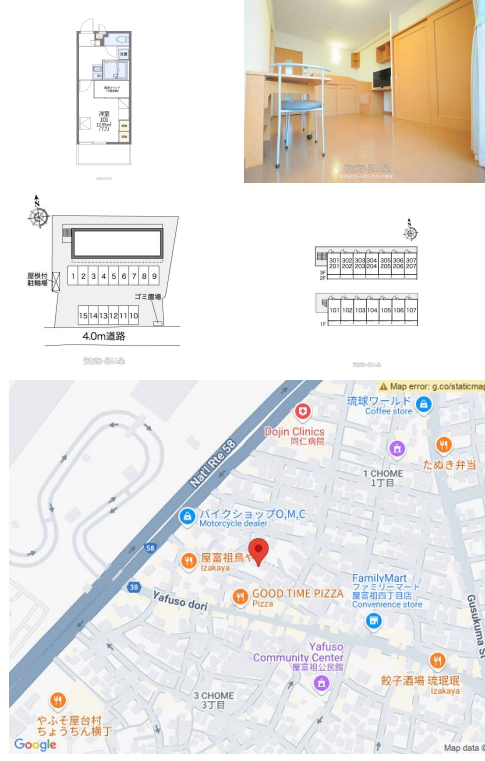 洋室
101
屋根付
駐輪場
1 2 3 4 5 6 7 8 9
ゴミ置場
15 14 13 12 11 10
4.0m道路
301 302 303 304 305 306 307
201 202 203 204 205 206 207
3F
2F
101 102 103 104 105 106 107
1F
Map error: g.co/staticmap
琉球ワールド
Coffee store
Dojin Clinics
同仁病院
たぬき弁当
1 CHOME
1丁目
Nat'l Rte 58
バイクショップO,M,C
Motorcycle dealer
58
屋富祖鳥や
Izakaya
38
GOOD TIME PIZZA
Pizza
Yafuso dori
FamilyMart
ファミリーマート
屋富祖四丁目店
Convenience store
Gusukuma St
Yafuso
Community Center
屋富祖公民館
餃子酒場 琉珉珉
Izakaya
3 CHOME
3丁目
やふそ屋台村
ちょうちん横丁
Google
Map data ©